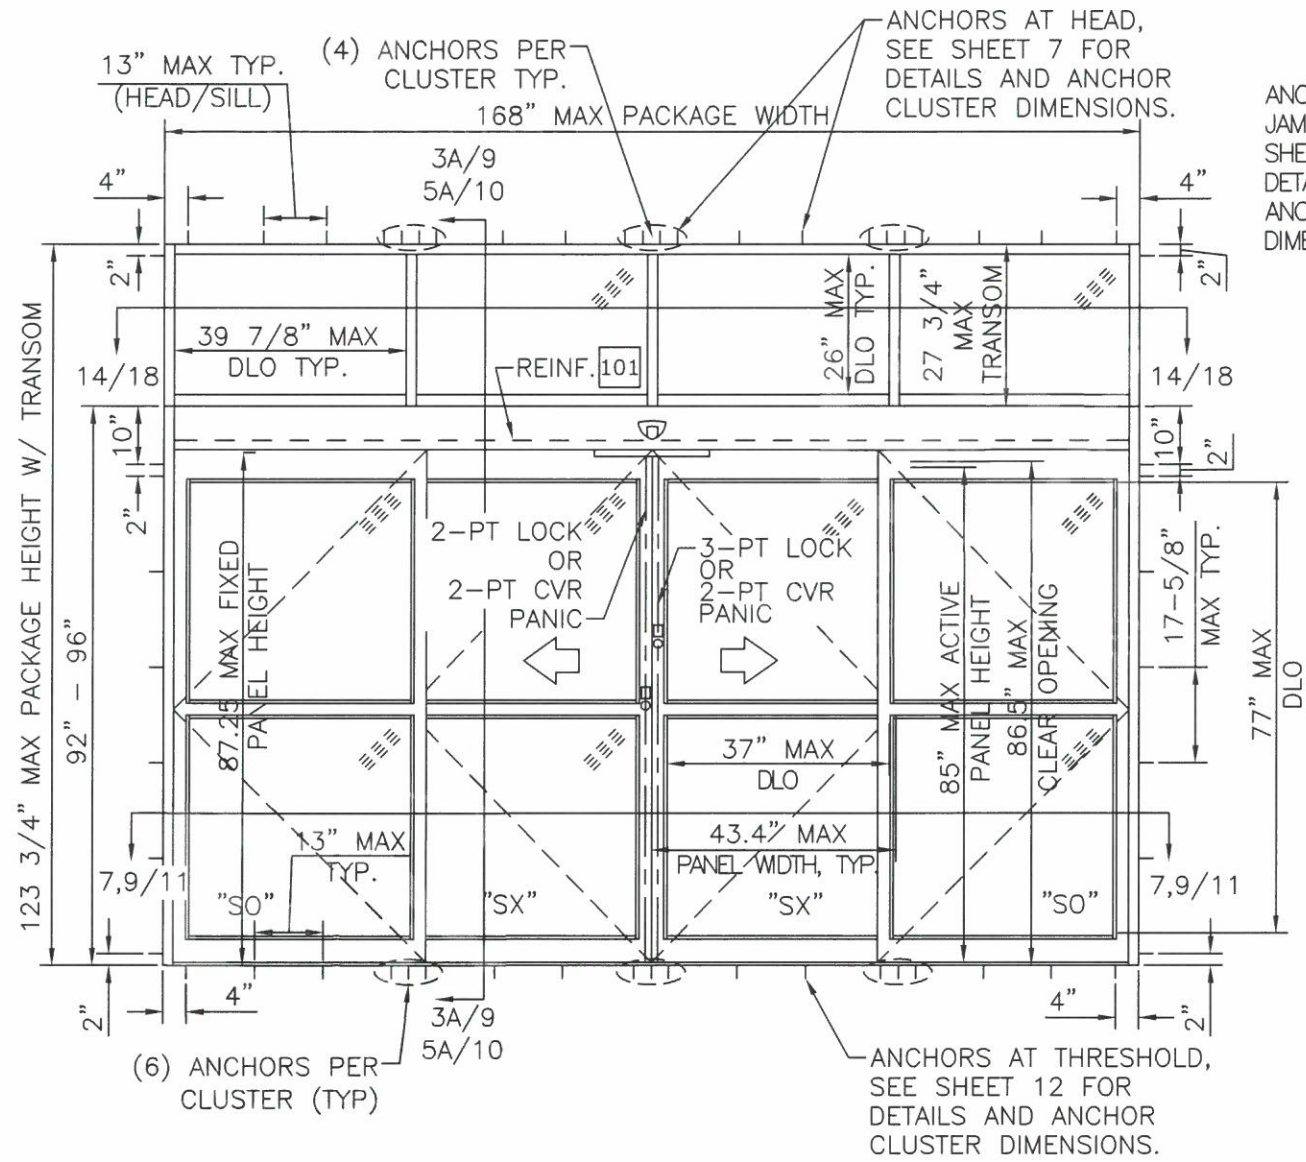 ANCHORS AT HEAD,
SEE SHEET 7 FOR
DETAILS AND ANCHOR
CLUSTER DIMENSIONS.
(4) ANCHORS PER
CLUSTER TYP.
13" MAX TYP.
(HEAD/SILL)
168" MAX PACKAGE WIDTH
ANC
JAM
SHE
DETA
ANC
DIME
3A/9
5A/10
4"
4"
2"
2"
39 7/8" MAX
DLO TYP.
REINF. 101
26" MAX
DLO TYP.
27 3/4"
MAX
TRANSOM
14/18
14/18
123 3/4" MAX PACKAGE HEIGHT W/ TRANSOM
92" - 96"
10"
2"
10"
2"
87.25 MAX FIXED
PANEL HEIGHT
2-PT LOCK
OR
2-PT CVR
PANIC
3-PT LOCK
OR
2-PT CVR
PANIC
85" MAX ACTIVE
PANEL HEIGHT
86.5" MAX
CLEAR OPENING
17-5/8"
MAX TYP.
77" MAX
DLO
37" MAX
DLO
43.4" MAX
PANEL WIDTH, TYP.
13" MAX
TYP.
7,9/11
7,9/11
"SO"
"SX"
"SX"
"SO"
2"
4"
3A/9
5A/10
4"
2"
(6) ANCHORS PER
CLUSTER (TYP)
ANCHORS AT THRESHOLD,
SEE SHEET 12 FOR
DETAILS AND ANCHOR
CLUSTER DIMENSIONS.